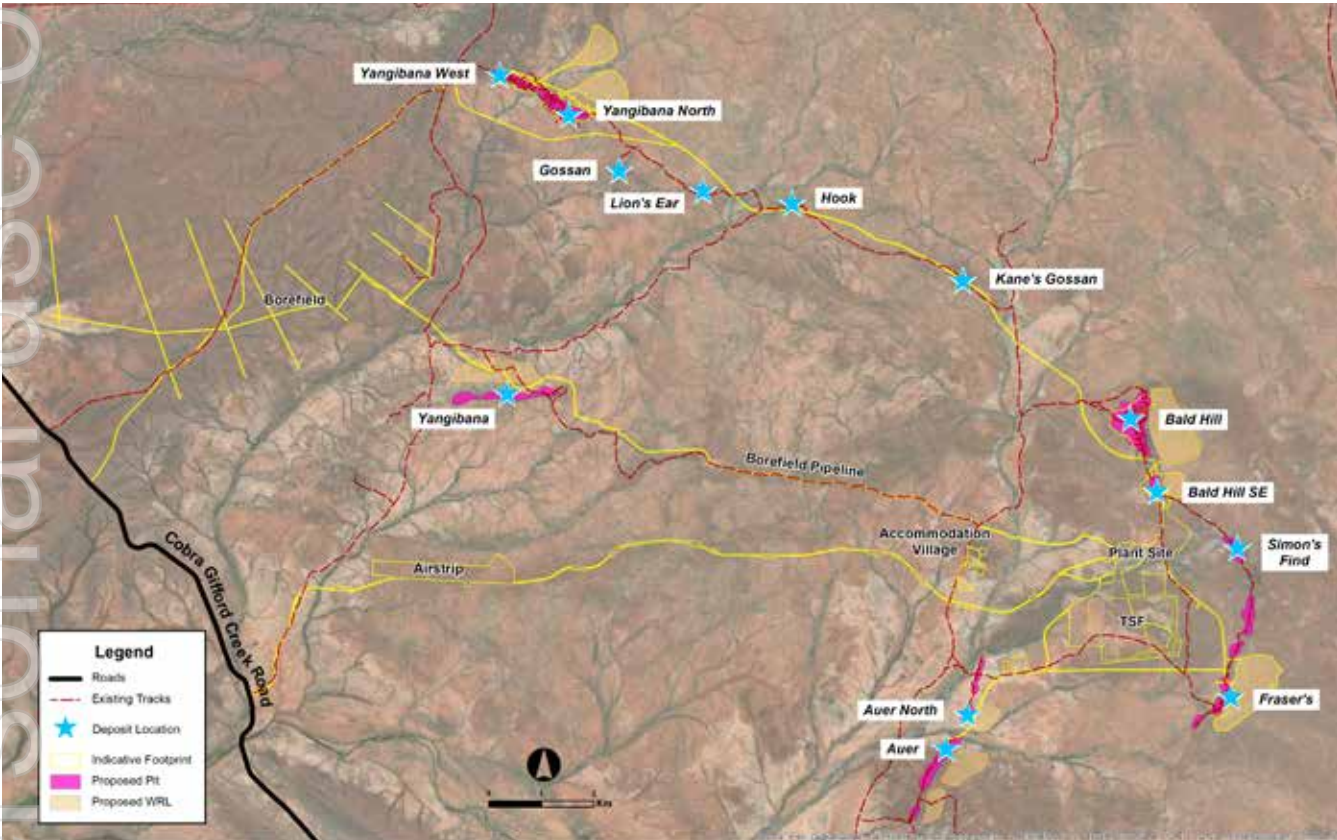 Yangibana West
Yangibana North
Gossan
Lion's Ear
Hook
Kane's Gossan
Borefield
Yangibana
Bald Hill
Borefield Pipeline
Bald Hill SE
Accommodation
Village
Plant Site
Simon's
Find
Airstrip
Cobra Gifford Creek Road
TSF
Legend
Roads
Existing Tracks
Deposit Location
Indicative Footprint
Proposed Pit
Proposed WRL
Auer North
Fraser's
Auer
Km